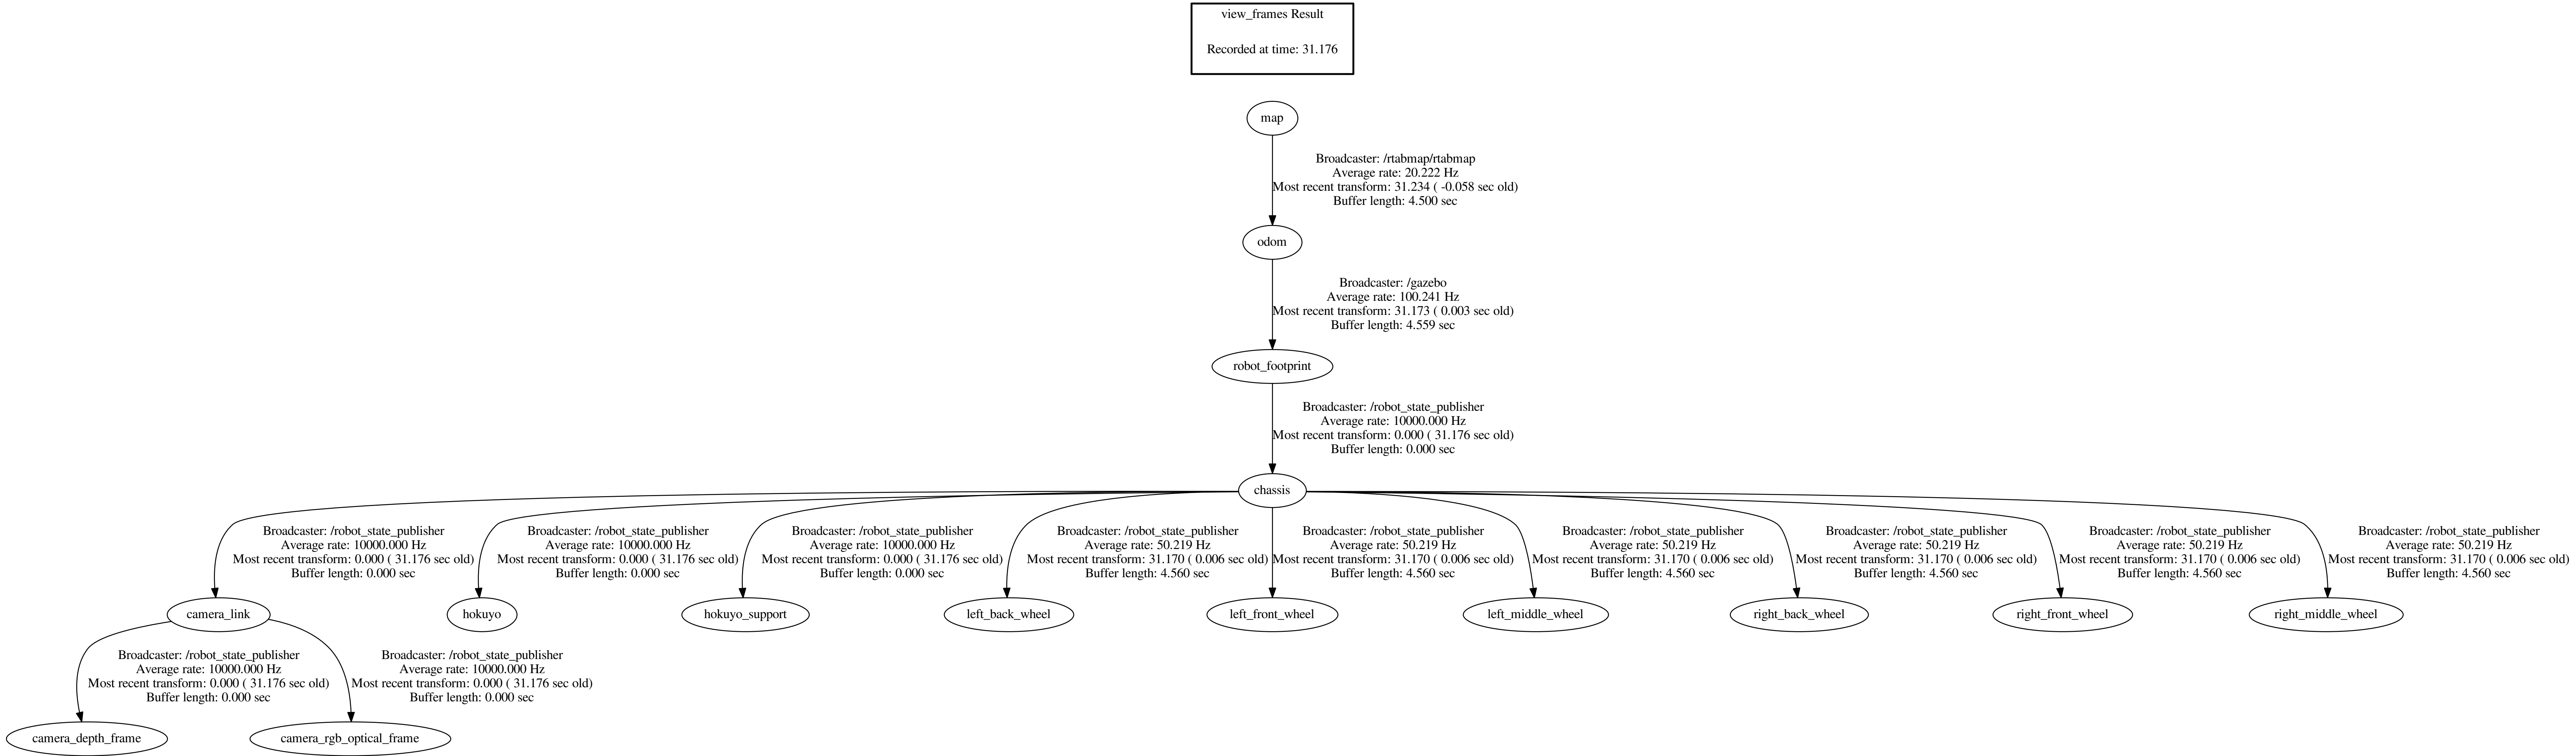 view_frames Result
Recorded at time: 31.176
map
Broadcaster: /rtabmap/rtabmap
Average rate: 20.222 Hz
Most recent transform: 31.234 ( -0.058 sec old)
Buffer length: 4.500 sec
odom
Broadcaster: /gazebo
Average rate: 100.241 Hz
Most recent transform: 31.173 ( 0.003 sec old)
Buffer length: 4.559 sec
robot_footprint
Broadcaster: /robot_state_publisher
Average rate: 10000.000 Hz
Most recent transform: 0.000 ( 31.176 sec old)
Buffer length: 0.000 sec
chassis
Broadcaster: /robot_state_publisher
Average rate: 10000.000 Hz
Most recent transform: 0.000 ( 31.176 sec old)
Buffer length: 0.000 sec
Broadcaster: /robot_state_publisher
Average rate: 10000.000 Hz
Most recent transform: 0.000 ( 31.176 sec old)
Buffer length: 0.000 sec
Broadcaster: /robot_state_publisher
Average rate: 10000.000 Hz
Most recent transform: 0.000 ( 31.176 sec old)
Buffer length: 0.000 sec
Broadcaster: /robot_state_publisher
Average rate: 50.219 Hz
Most recent transform: 31.170 ( 0.006 sec old)
Buffer length: 4.560 sec
Broadcaster: /robot_state_publisher
Average rate: 50.219 Hz
Most recent transform: 31.170 ( 0.006 sec old)
Buffer length: 4.560 sec
Broadcaster: /robot_state_publisher
Average rate: 50.219 Hz
Most recent transform: 31.170 ( 0.006 sec old)
Buffer length: 4.560 sec
Broadcaster: /robot_state_publisher
Average rate: 50.219 Hz
Most recent transform: 31.170 ( 0.006 sec old)
Buffer length: 4.560 sec
Broadcaster: /robot_state_publisher
Average rate: 50.219 Hz
Most recent transform: 31.170 ( 0.006 sec old)
Buffer length: 4.560 sec
Broadcaster: /robot_state_publisher
Average rate: 50.219 Hz
Most recent transform: 31.170 ( 0.006 sec old)
Buffer length: 4.560 sec
camera_link
hokuyo
hokuyo_support
left_back_wheel
left_front_wheel
left_middle_wheel
right_back_wheel
right_front_wheel
right_middle_wheel
Broadcaster: /robot_state_publisher
Average rate: 10000.000 Hz
Most recent transform: 0.000 ( 31.176 sec old)
Buffer length: 0.000 sec
Broadcaster: /robot_state_publisher
Average rate: 10000.000 Hz
Most recent transform: 0.000 ( 31.176 sec old)
Buffer length: 0.000 sec
camera_depth_frame
camera_rgb_optical_frame